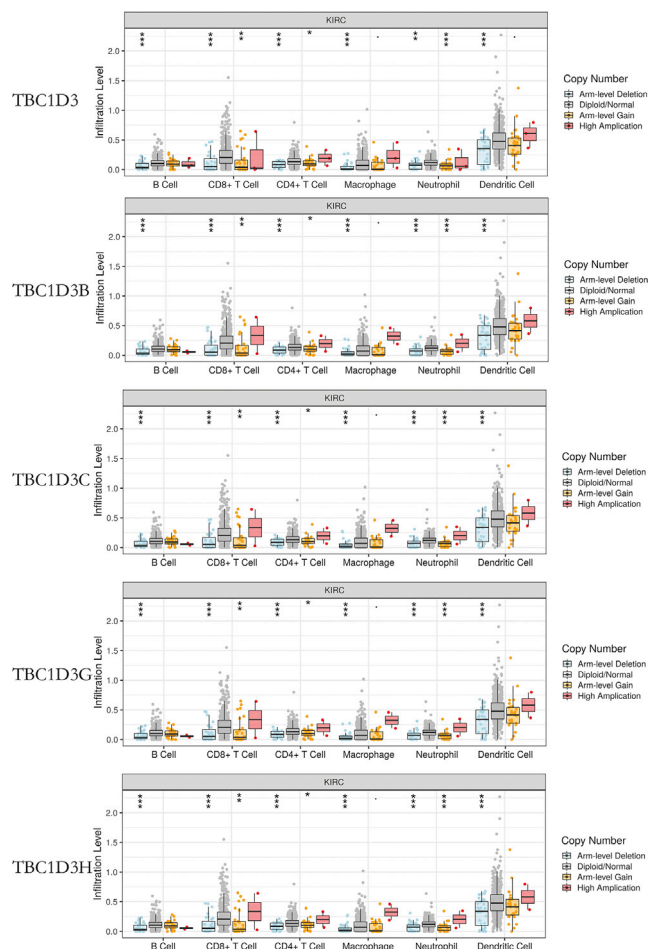 KIRC
TBC1D3
Infiltration Level
2.0
1.5
1.0
0.5
0.0
*** *** ** *** * *** . ** *** *** .
B Cell CD8+ T Cell CD4+ T Cell Macrophage Neutrophil Dendritic Cell
Copy Number
Arm-level Deletion
Diploid/Normal
Arm-level Gain
High Amplication
KIRC
TBC1D3B
Infiltration Level
2.0
1.5
1.0
0.5
0.0
*** *** ** *** * *** . *** *** ***
B Cell CD8+ T Cell CD4+ T Cell Macrophage Neutrophil Dendritic Cell
Copy Number
Arm-level Deletion
Diploid/Normal
Arm-level Gain
High Amplication
KIRC
TBC1D3C
Infiltration Level
2.0
1.5
1.0
0.5
0.0
*** *** ** *** * *** . *** *** ***
B Cell CD8+ T Cell CD4+ T Cell Macrophage Neutrophil Dendritic Cell
Copy Number
Arm-level Deletion
Diploid/Normal
Arm-level Gain
High Amplication
KIRC
TBC1D3G
Infiltration Level
2.0
1.5
1.0
0.5
0.0
*** *** ** *** * *** . *** *** ***
B Cell CD8+ T Cell CD4+ T Cell Macrophage Neutrophil Dendritic Cell
Copy Number
Arm-level Deletion
Diploid/Normal
Arm-level Gain
High Amplication
KIRC
TBC1D3H
Infiltration Level
2.0
1.5
1.0
0.5
0.0
*** *** ** *** * *** . *** *** ***
B Cell CD8+ T Cell CD4+ T Cell Macrophage Neutrophil Dendritic Cell
Copy Number
Arm-level Deletion
Diploid/Normal
Arm-level Gain
High Amplication